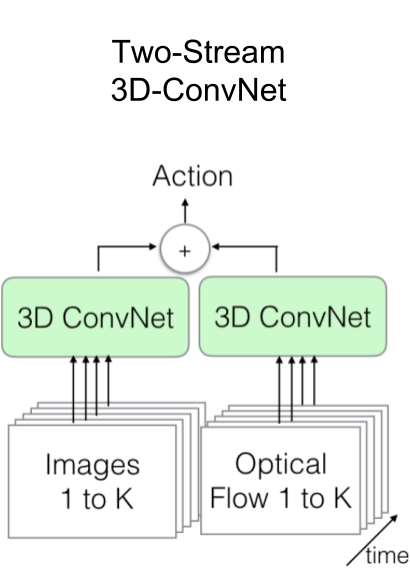 Two-Stream
3D-ConvNet
Action
+
3D ConvNet
3D ConvNet
Images
1 to K
Optical
Flow 1 to K
time